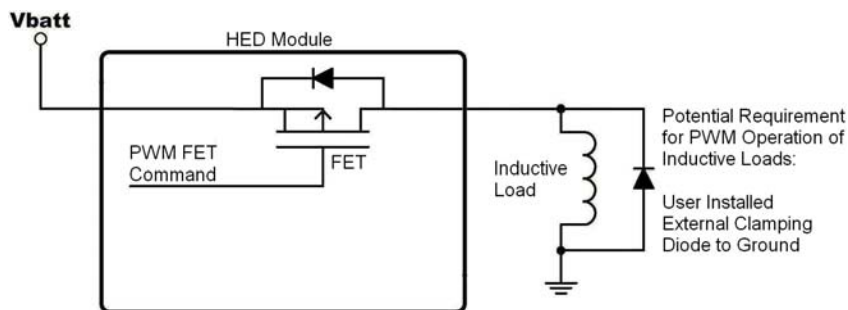 Vbatt
HED Module
PWM FET
Command
FET
Inductive
Load
Potential Requirement
for PWM Operation of
Inductive Loads:
User Installed
External Clamping
Diode to Ground